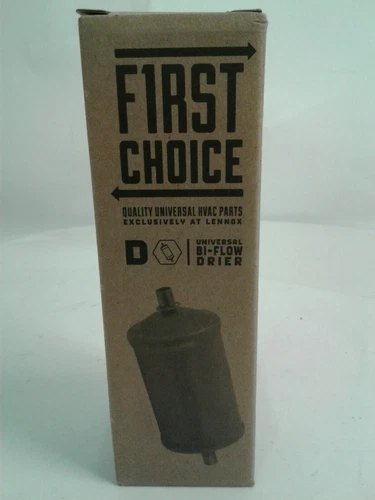 F1RST
CHOICE
QUALITY UNIVERSAL HVAC PARTS
EXCLUSIVELY AT LENNOX
D
UNIVERSAL
BI-FLOW
DRIER